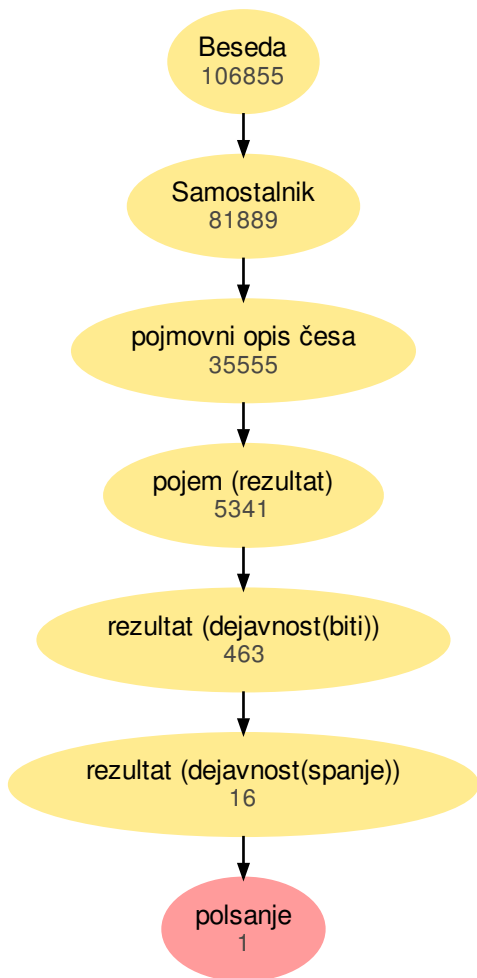 Beseda
106855
Samostalnik
81889
pojmovni opis česa
35555
pojem (rezultat)
5341
rezultat (dejavnost(biti))
463
rezultat (dejavnost(spanje))
16
polsanje
1